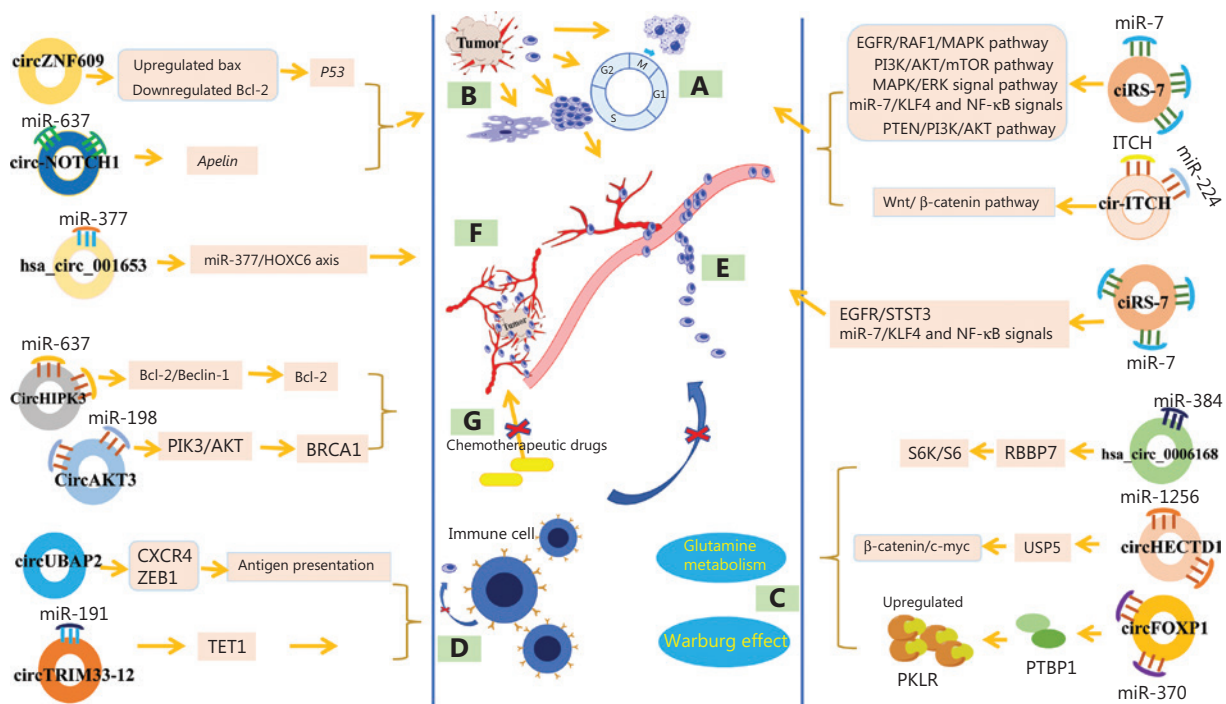 circZNF609
Upregulated bax
Downregulated Bcl-2
P53
miR-637
circ-NOTCH1
Apelin
miR-377
hsa_circ_001653
miR-377/HOXC6 axis
miR-637
CircHIPK3
Bcl-2/Beclin-1
Bcl-2
miR-198
CircAKT3
PIK3/AKT
BRCA1
circUBAP2
CXCR4
ZEB1
Antigen presentation
miR-191
circTRIM33-12
TET1
Tumor
B
A
G2
M
G1
S
F
E
Tumor
G
Chemotherapeutic drugs
Immune cell
D
Glutamine
metabolism
C
Warburg effect
EGFR/RAF1/MAPK pathway
PI3K/AKT/mTOR pathway
MAPK/ERK signal pathway
miR-7/KLF4 and NF-κB signals
PTEN/PI3K/AKT pathway
miR-7
ciRS-7
ITCH
miR-224
Wnt/ β-catenin pathway
cir-ITCH
EGFR/STST3
miR-7/KLF4 and NF-κB signals
ciRS-7
miR-7
miR-384
S6K/S6
RBBP7
hsa_circ_0006168
miR-1256
β-catenin/c-myc
USP5
circHECTD1
Upregulated
PKLR
PTBP1
circFOXP1
miR-370